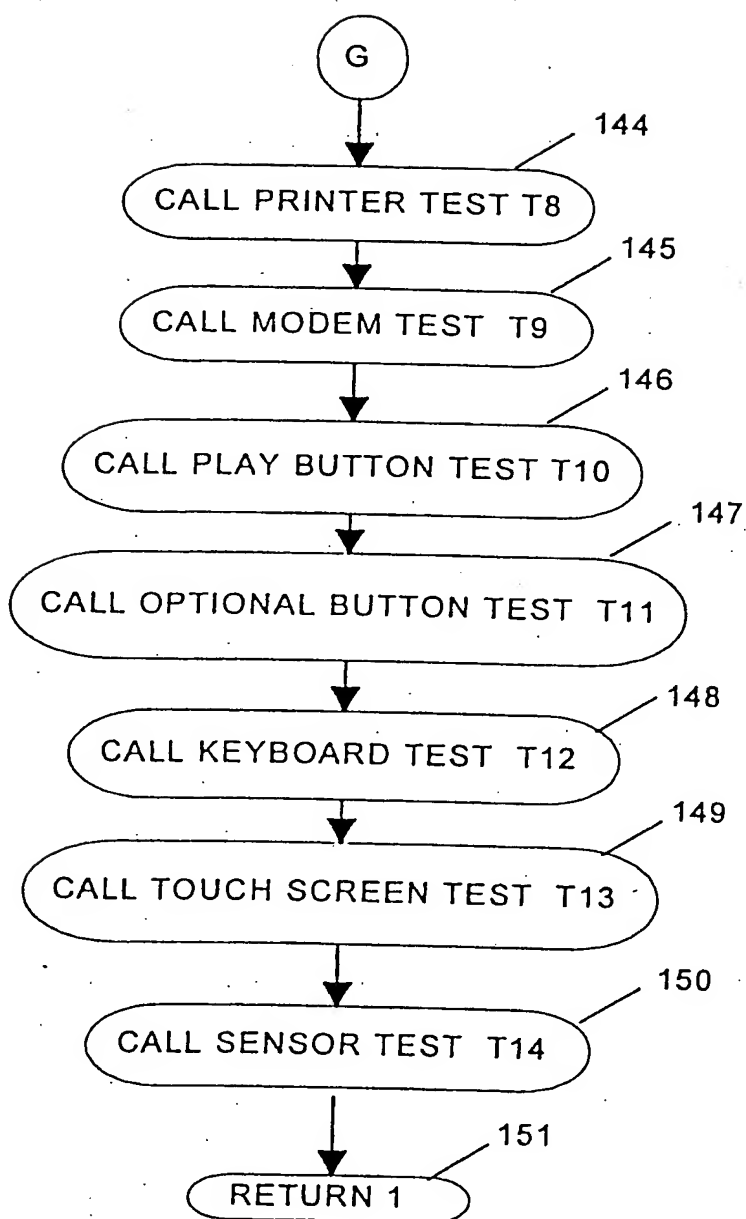 G
144
CALL PRINTER TEST T8
145
CALL MODEM TEST T9
146
CALL PLAY BUTTON TEST T10
147
CALL OPTIONAL BUTTON TEST T11
148
CALL KEYBOARD TEST T12
149
CALL TOUCH SCREEN TEST T13
150
CALL SENSOR TEST T14
151
RETURN 1